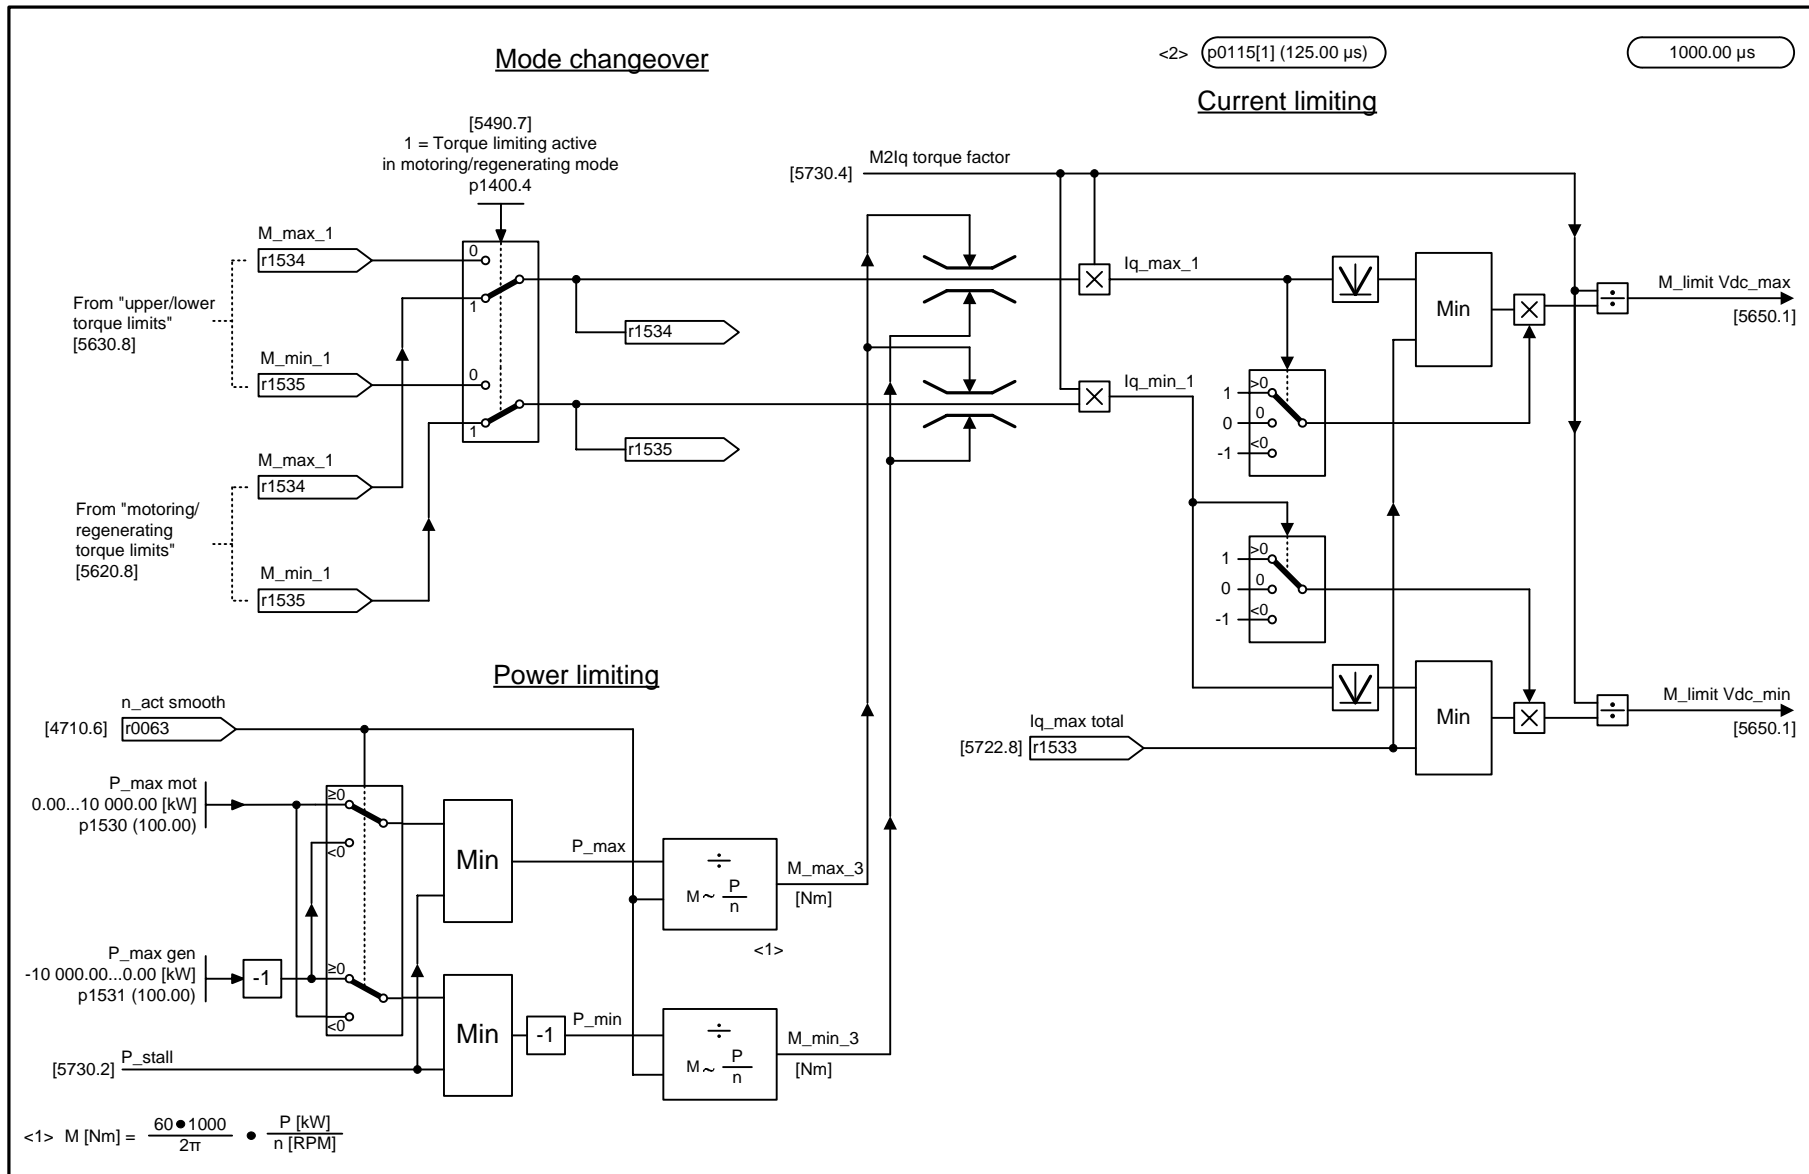 Mode changeover
<2> p0115[1] (125.00 µs)
1000.00 µs
Current limiting
[5490.7]
1 = Torque limiting active
in motoring/regenerating mode
p1400.4
[5730.4]
M2Iq torque factor
M_max_1
r1534
0
1
From "upper/lower
torque limits"
[5630.8]
M_min_1
r1535
0
1
r1534
r1535
M_max_1
r1534
From "motoring/
regenerating
torque limits"
[5620.8]
M_min_1
r1535
Iq_max_1
Iq_min_1
Min
M_limit Vdc_max
[5650.1]
1
>0
0
0
-1
<0
1
>0
0
0
-1
<0
Iq_max total
[5722.8] r1533
Min
M_limit Vdc_min
[5650.1]
Power limiting
n_act smooth
[4710.6] r0063
P_max mot
0.00...10 000.00 [kW]
p1530 (100.00)
≥0
<0
Min
P_max
÷
M ~ P
n
M_max_3
[Nm]
<1>
P_max gen
-10 000.00...0.00 [kW]
p1531 (100.00)
-1
≥0
<0
Min
-1
P_min
÷
M ~ P
n
M_min_3
[Nm]
[5730.2] P_stall
<1> M [Nm] = 60●1000 ● P [kW]
2π n [RPM]